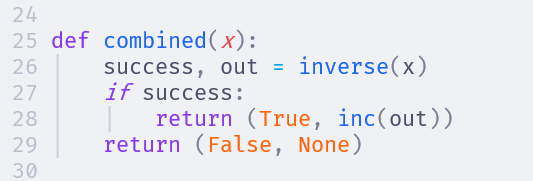 24
25 def combined(x):
26     success, out = inverse(x)
27     if success:
28         return (True, inc(out))
29     return (False, None)
30